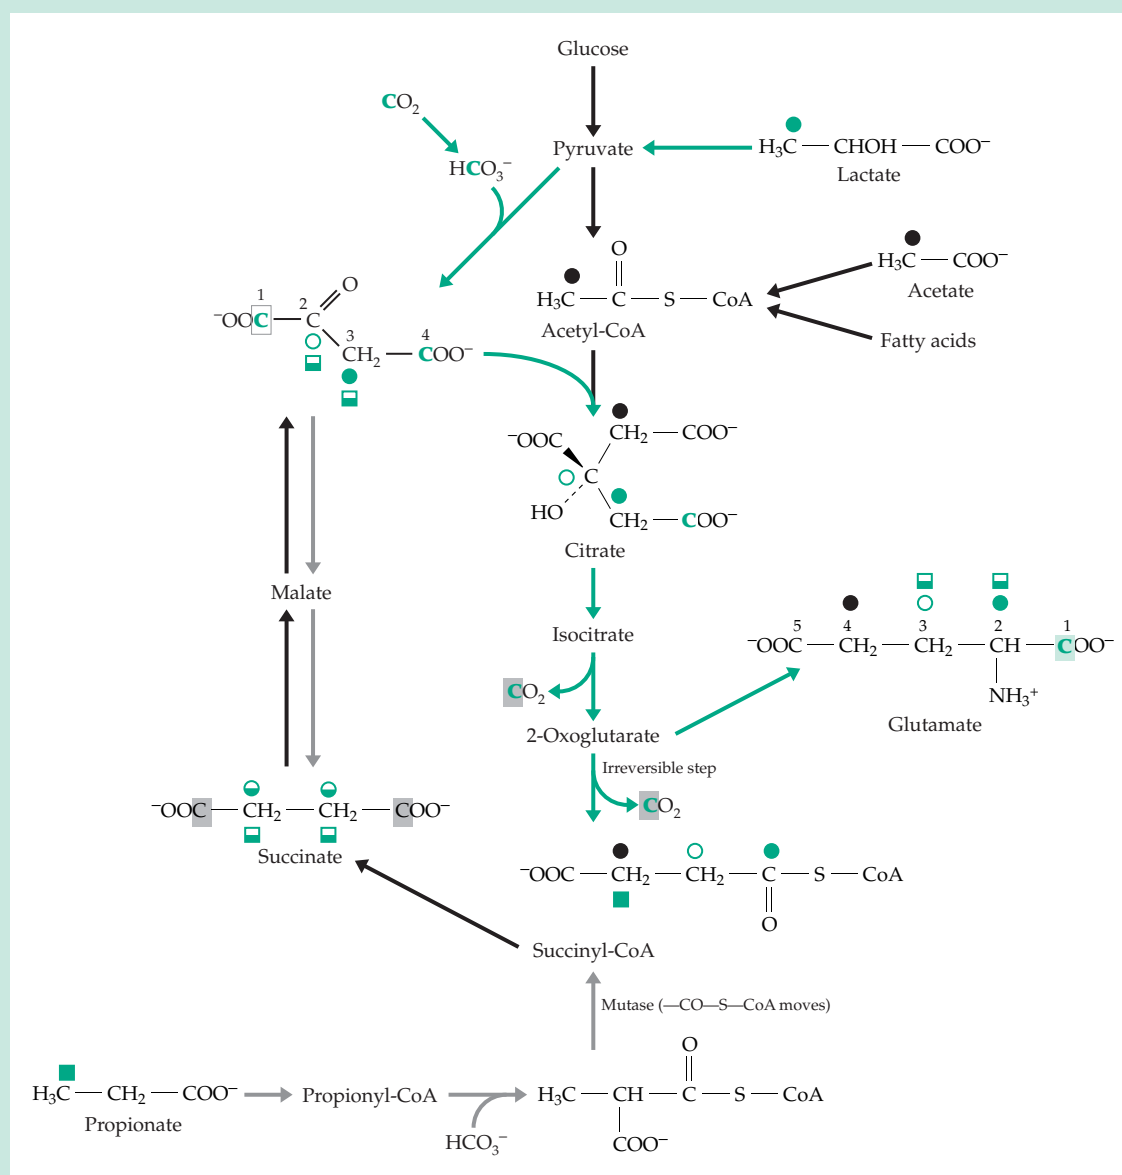 Glucose
CO₂
HCO₃⁻
Pyruvate
H₃C — CHOH — COO⁻
Lactate
O
H₃C — C — S — CoA
Acetyl-CoA
H₃C — COO⁻
Acetate
Fatty acids
1
2
O
⁻OOC — C
3
4
CH₂ — COO⁻
⁻OOC
CH₂ — COO⁻
C
HO
CH₂ — COO⁻
Citrate
Malate
Isocitrate
CO₂
2-Oxoglutarate
5 4 3 2 1
⁻OOC — CH₂ — CH₂ — CH — COO⁻
NH₃⁺
Glutamate
Irreversible step
CO₂
⁻OOC — CH₂ — CH₂ — COO⁻
Succinate
⁻OOC — CH₂ — CH₂ — C — S — CoA
O
Succinyl-CoA
Mutase (—CO—S—CoA moves)
O
H₃C — CH₂ — COO⁻
Propionate
Propionyl-CoA
HCO₃⁻
H₃C — CH — C — S — CoA
COO⁻